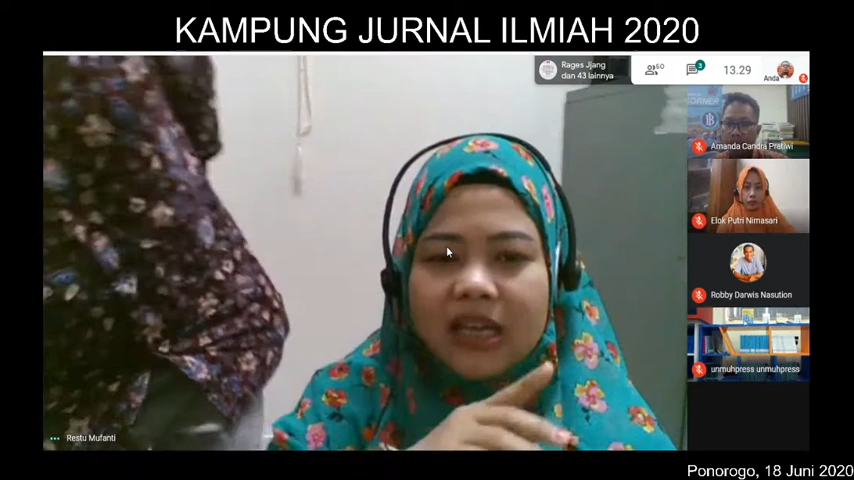 KAMPUNG JURNAL ILMIAH 2020
Rages Jjang
dan 43 lainnya
60
3
13.29
Anda
Amanda Candra Pratiwi
Elok Putri Nimasari
Robby Darwis Nasution
unmuhpress unmuhpress
Restu Mufanti
Ponorogo, 18 Juni 2020